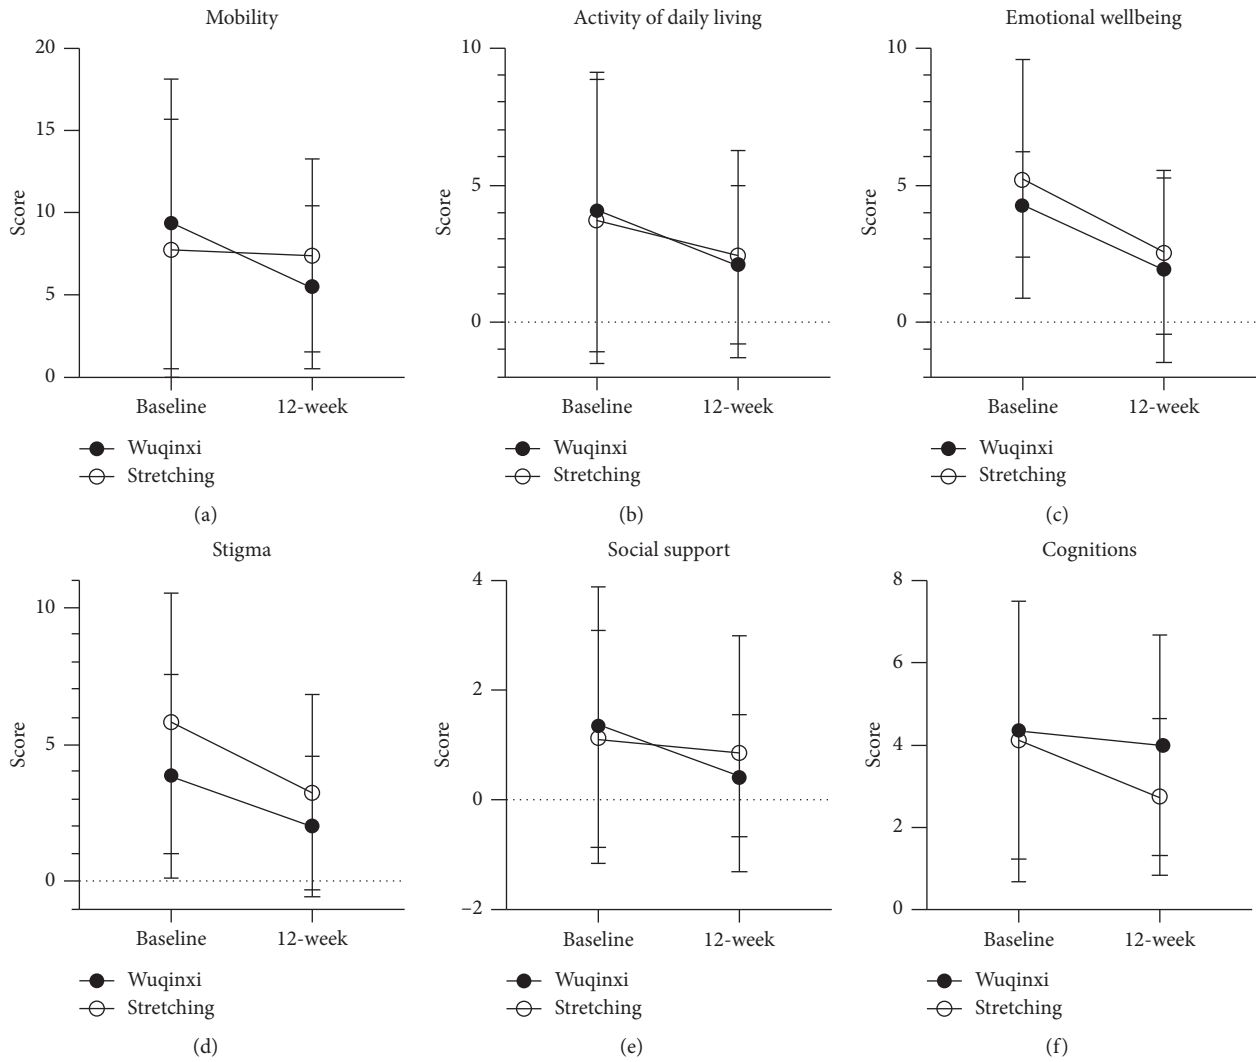 Mobility
20
15
10
5
0
Score
Baseline
12-week
Wuqinxi
Stretching
(a)
Activity of daily living
10
5
0
Score
Baseline
12-week
Wuqinxi
Stretching
(b)
Emotional wellbeing
10
5
0
Score
Baseline
12-week
Wuqinxi
Stretching
(c)
Stigma
10
5
0
Score
Baseline
12-week
Wuqinxi
Stretching
(d)
Social support
4
2
0
−2
Score
Baseline
12-week
Wuqinxi
Stretching
(e)
Cognitions
8
6
4
2
0
Score
Baseline
12-week
Wuqinxi
Stretching
(f)